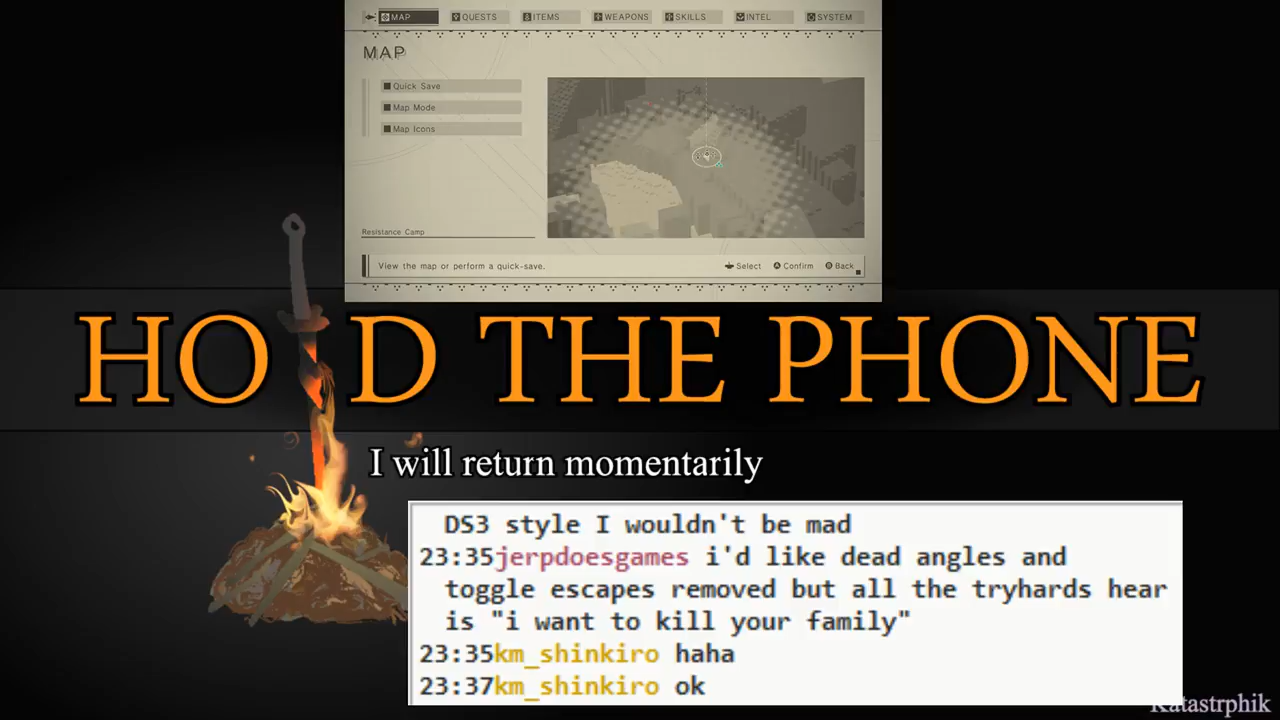 MAP QUESTS ITEMS WEAPONS SKILLS INTEL SYSTEM
MAP
Quick Save
Map Mode
Map Icons
Resistance Camp
View the map or perform a quick-save. Select A Confirm B Back
HO D THE PHONE
I will return momentarily
DS3 style I wouldn't be mad
23:35jerpdoesgames i'd like dead angles and
toggle escapes removed but all the tryhards hear
is "i want to kill your family"
23:35km_shinkiro haha
23:37km_shinkiro ok
Katastrphik